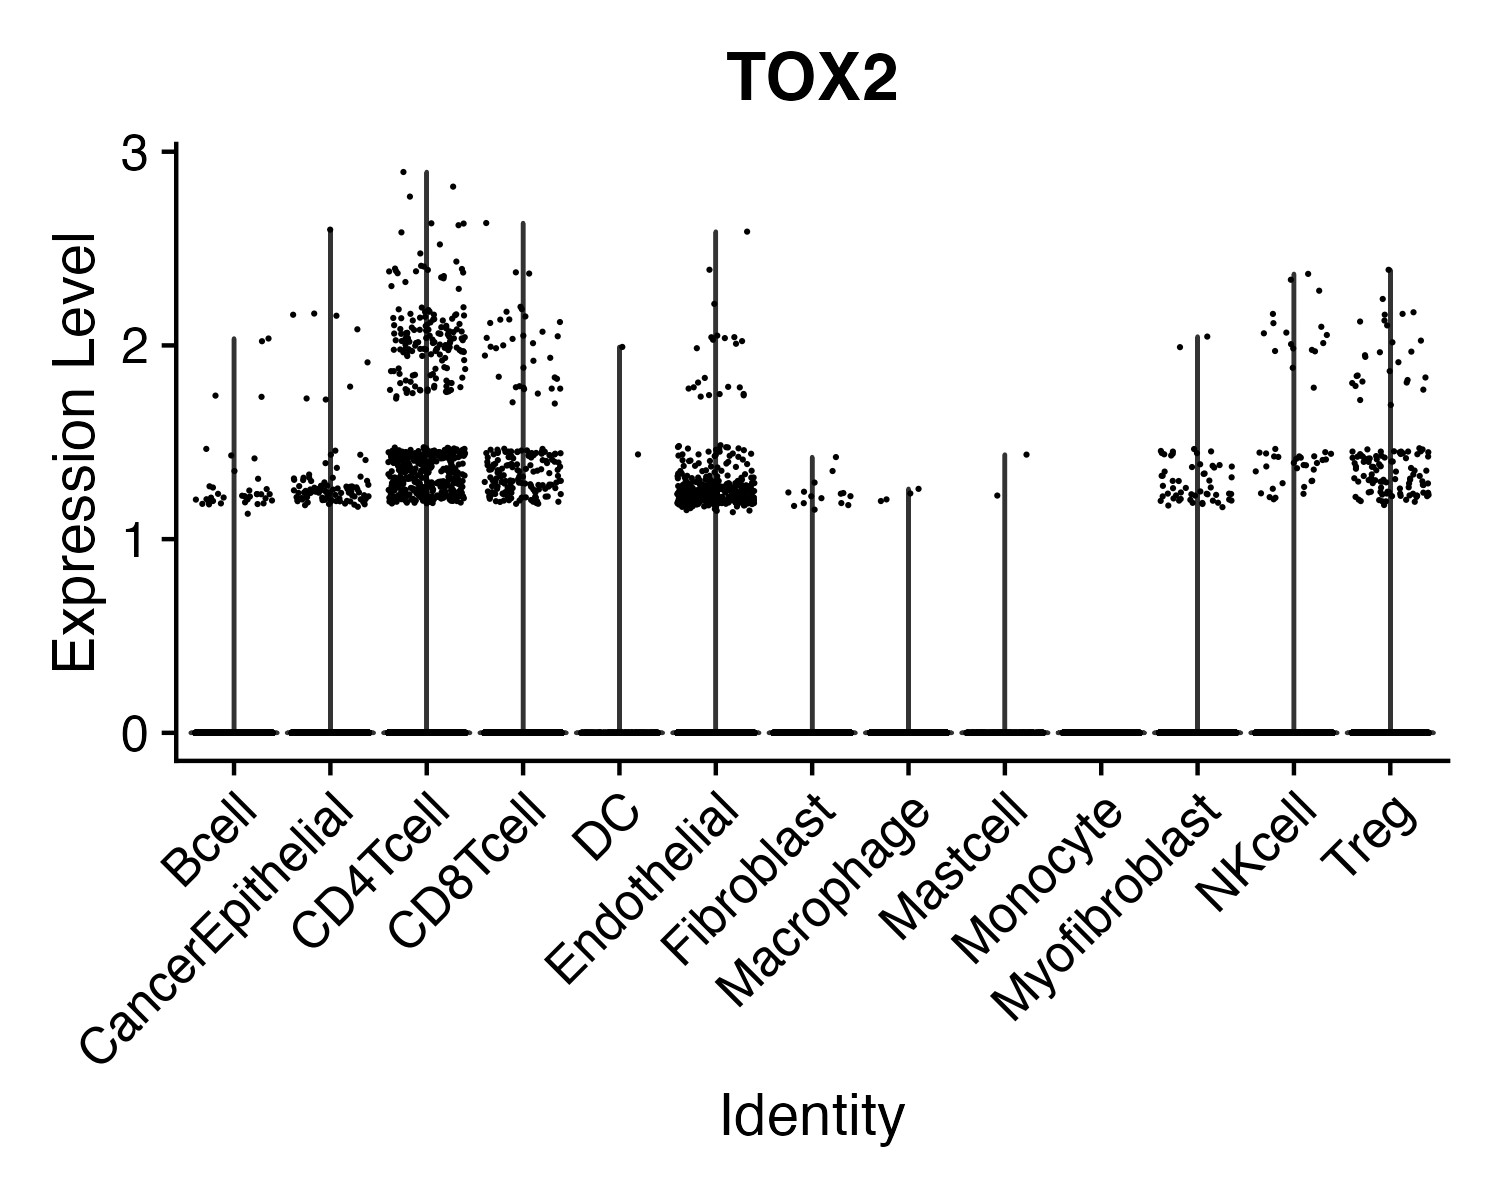 TOX2
Expression Level
3
2
1
0
Bcell
CancerEpithelial
CD4Tcell
CD8Tcell
DC
Endothelial
Fibroblast
Macrophage
Mastcell
Monocyte
Myofibroblast
NKcell
Treg
Identity